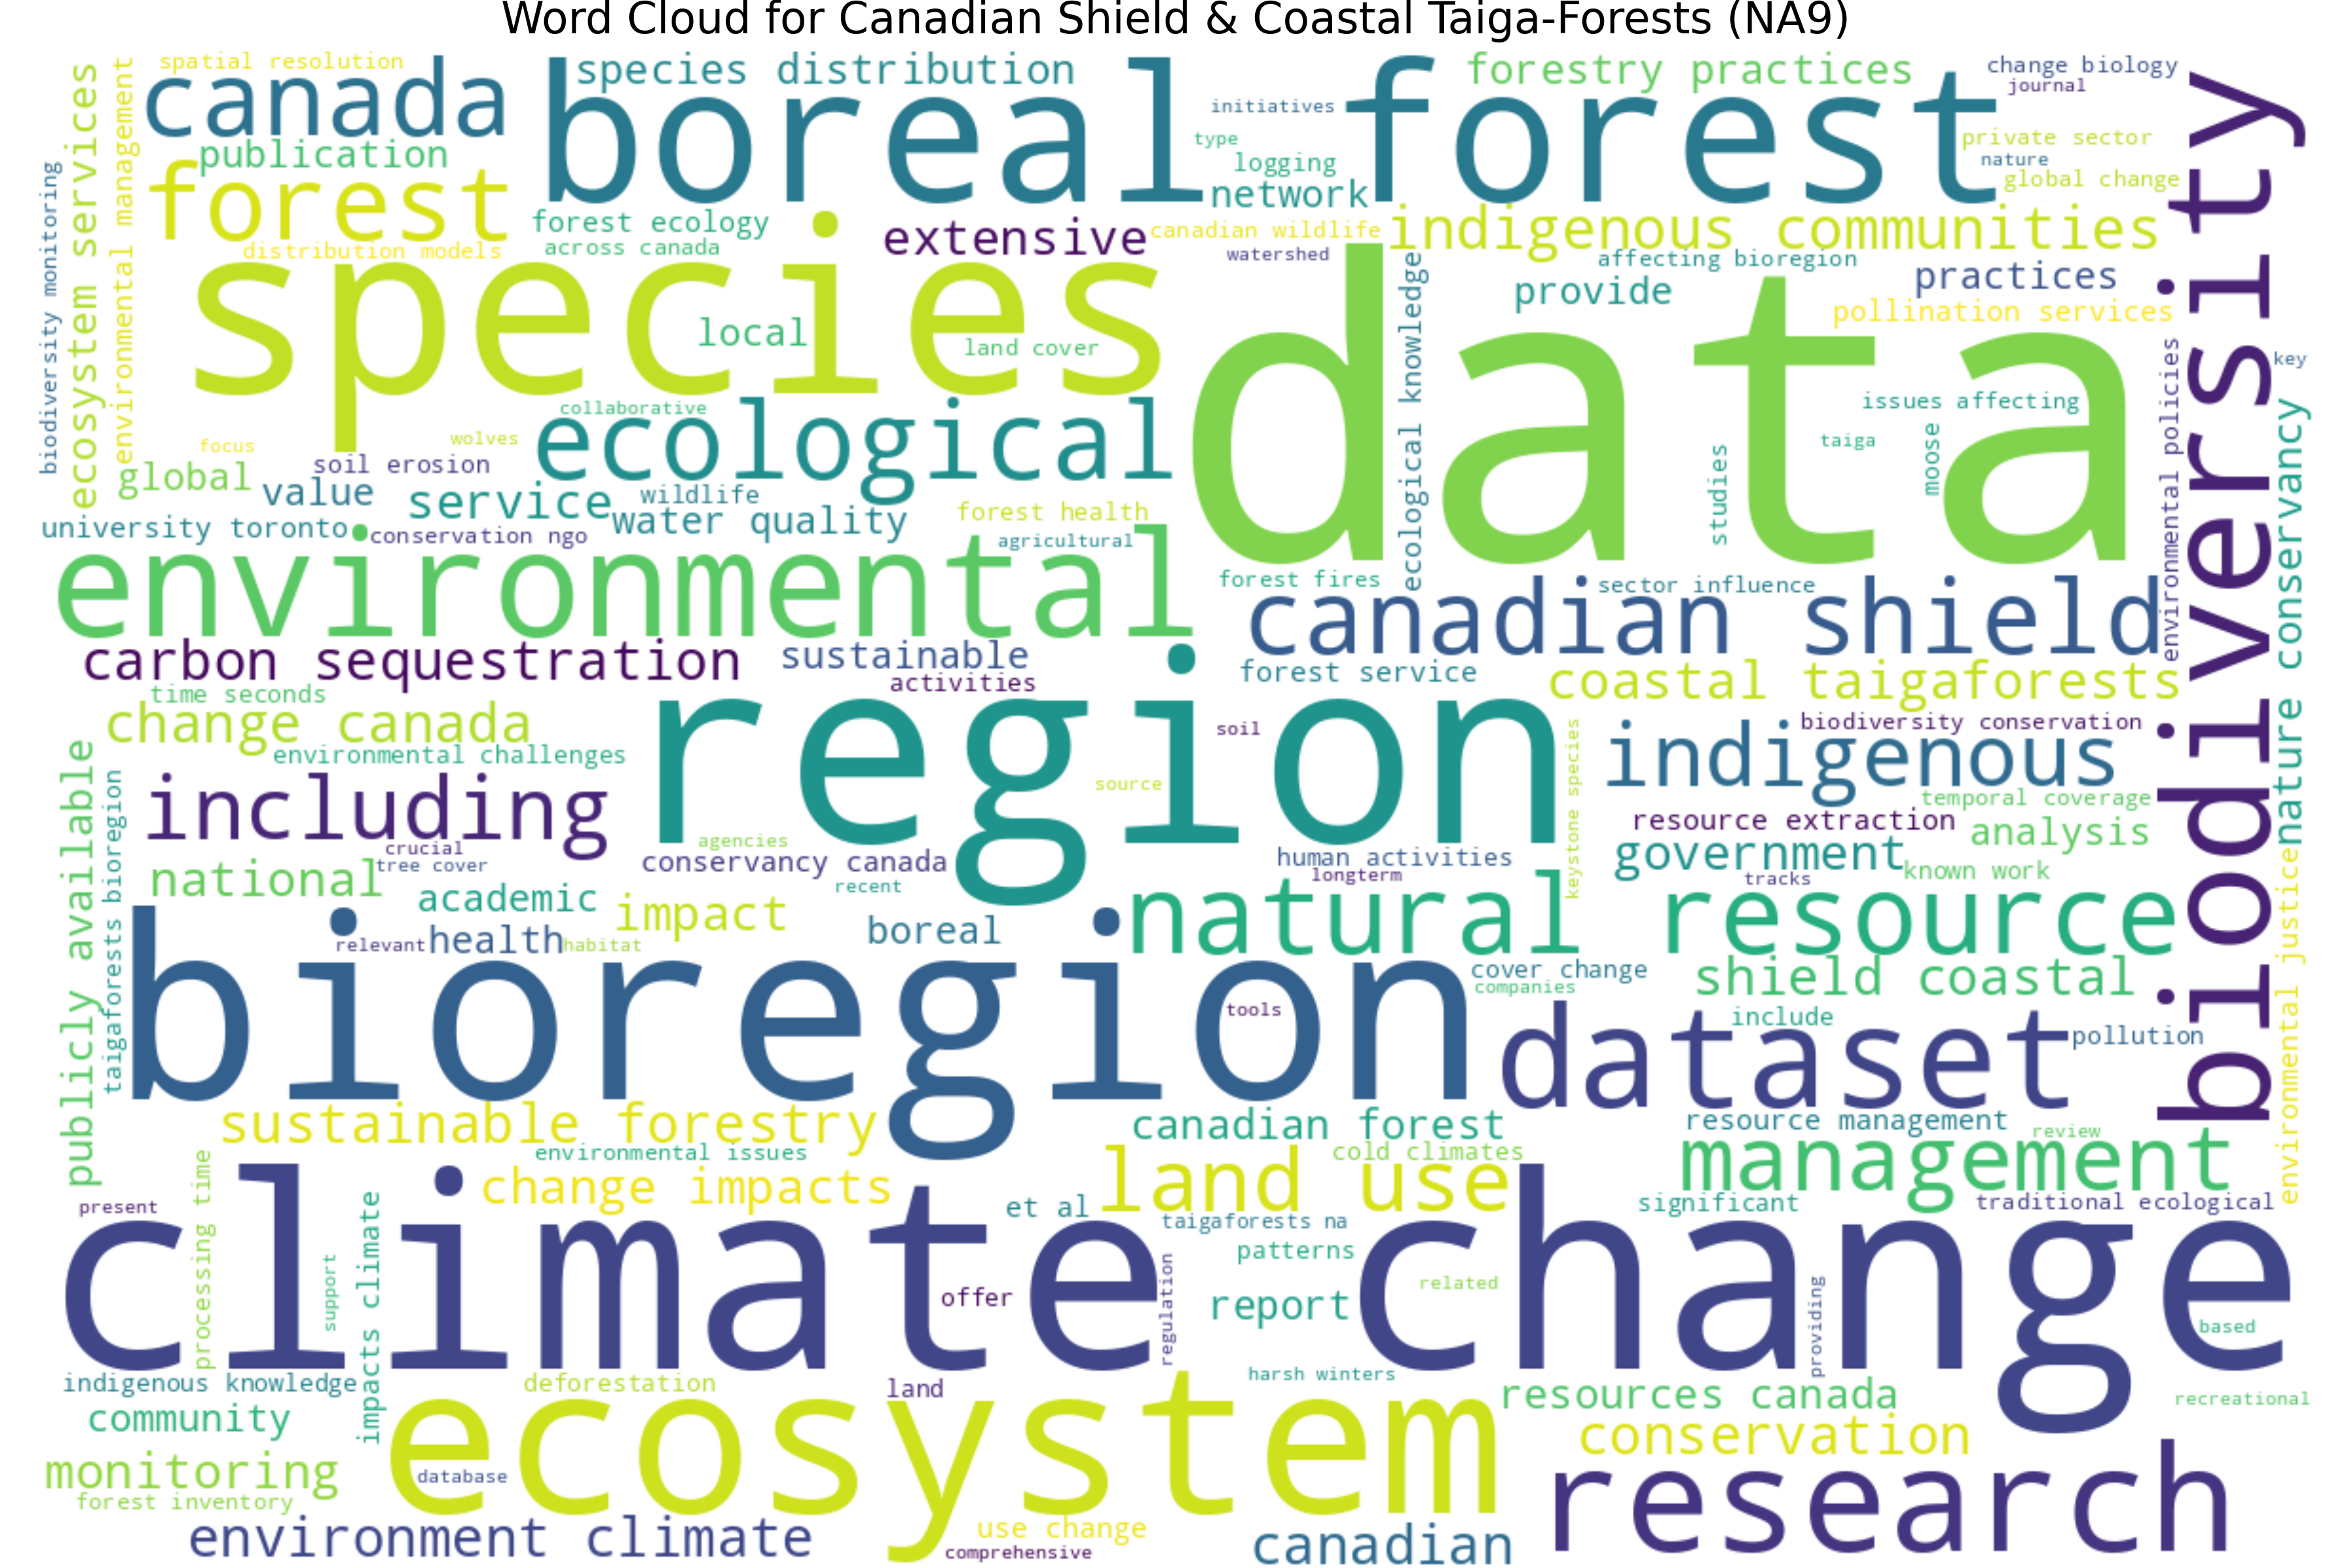 Word Cloud for Canadian Shield & Coastal Taiga-Forests (NA9)
spatial resolution
canada
species distribution
boreal forest
forestry practices
change biology
journal
initiatives
type
logging
network
private sector
nature
global change
publication
forest
ecosystem services
environmental management
biodiversity monitoring
distribution models
forest ecology
across canada
extensive
canadian wildlife
watershed
indigenous communities
affecting bioregion
practices
provide
pollination services
biodiversity
species
local
land cover
data
ecological knowledge
issues affecting
taiga
moose
studies
environmental policies
key
nature conservancy
collaborative
ecological
wolves
focus
global
soil erosion
value
service
wildlife
water quality
forest health
university toronto
conservation ngo
agricultural
environmental
forest fires
sector influence
canadian shield
carbon sequestration
sustainable
activities
forest service
coastal taigaforests
time seconds
change canada
environmental challenges
region
soil
source
keystone species
biodiversity conservation
indigenous
temporal coverage
resource extraction
analysis
government
known work
tracks
including
crucial
tree cover
agencies
conservancy canada
recent
human activities
longterm
national
academic
impact
publicly available
taigaforests bioregion
relevant
health
habitat
boreal
natural resource
environmental justice
bioregion
tools
cover change
companies
shield coastal
include
pollution
dataset
sustainable forestry
canadian forest
resource management
review
management
environmental issues
cold climates
change impacts
land use
significant
traditional ecological
present
processing time
support
impacts climate
climate change
et al
taigaforests na
patterns
regulation
offer
report
related
providing
based
indigenous knowledge
community
deforestation
land
harsh winters
resources canada
recreational
conservation
monitoring
database
forest inventory
ecosystem
research
environment climate
use change
comprehensive
canadian